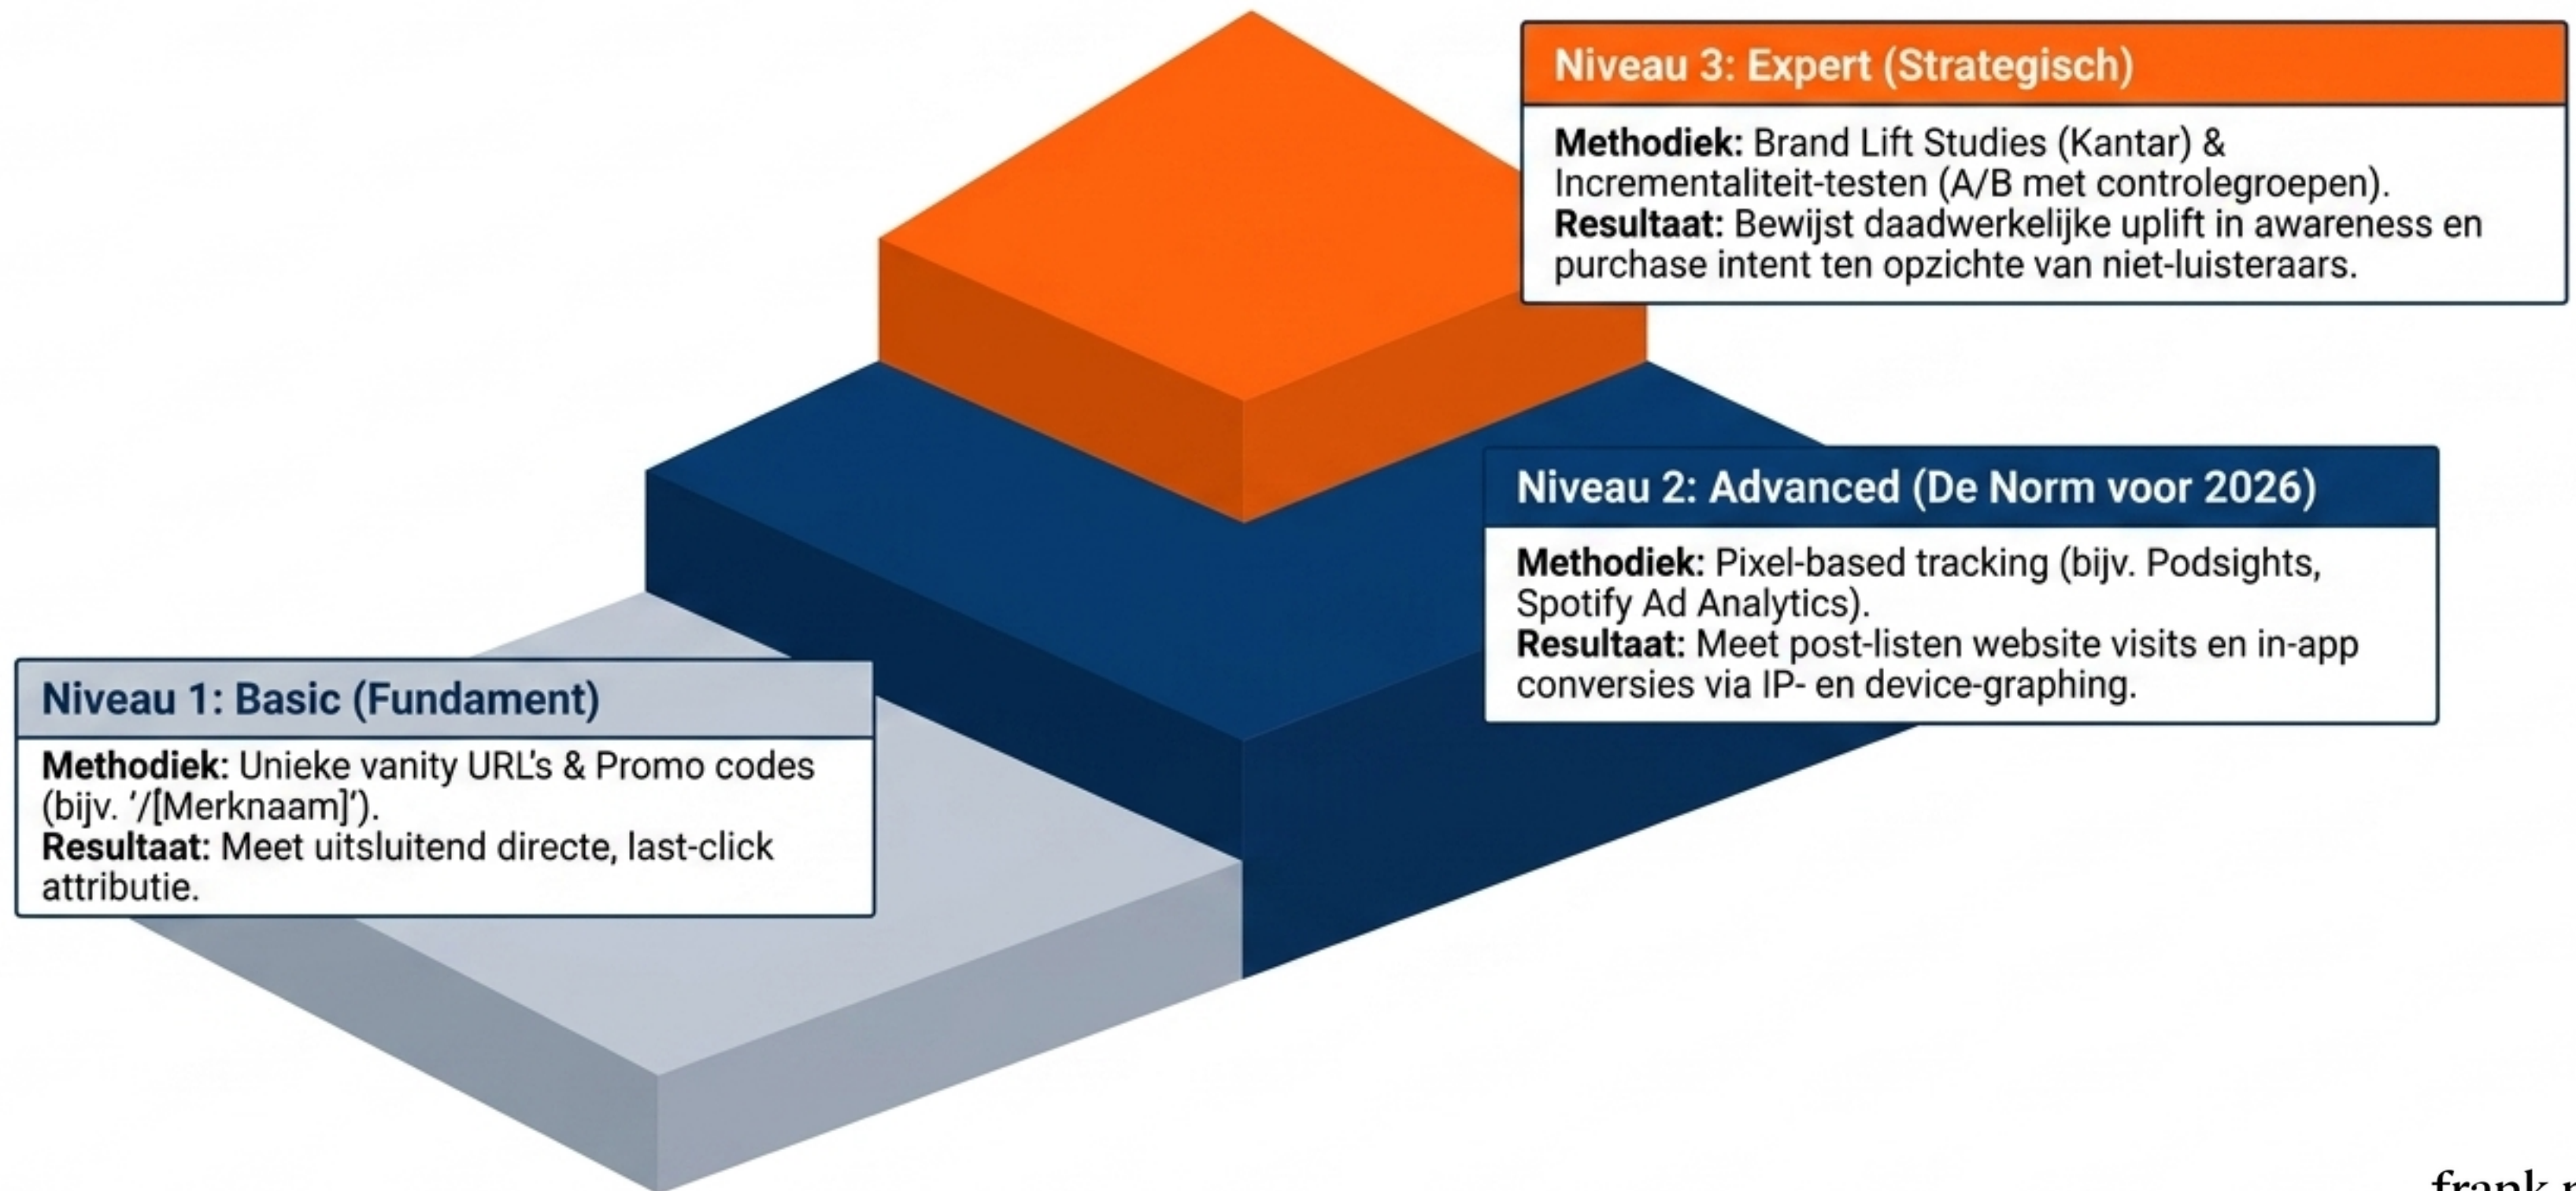 Niveau 3: Expert (Strategisch)
Methodiek: Brand Lift Studies (Kantar) &
Incrementaliteit-testen (A/B met controlegroepen).
Resultaat: Bewijst daadwerkelijke uplift in awareness en
purchase intent ten opzichte van niet-luisteraars.
Niveau 2: Advanced (De Norm voor 2026)
Methodiek: Pixel-based tracking (bijv. Podsights,
Spotify Ad Analytics).
Resultaat: Meet post-listen website visits en in-app
conversies via IP- en device-graphing.
Niveau 1: Basic (Fundament)
Methodiek: Unieke vanity URL's & Promo codes
(bijv. '/[Merknaam]').
Resultaat: Meet uitsluitend directe, last-click
attributie.